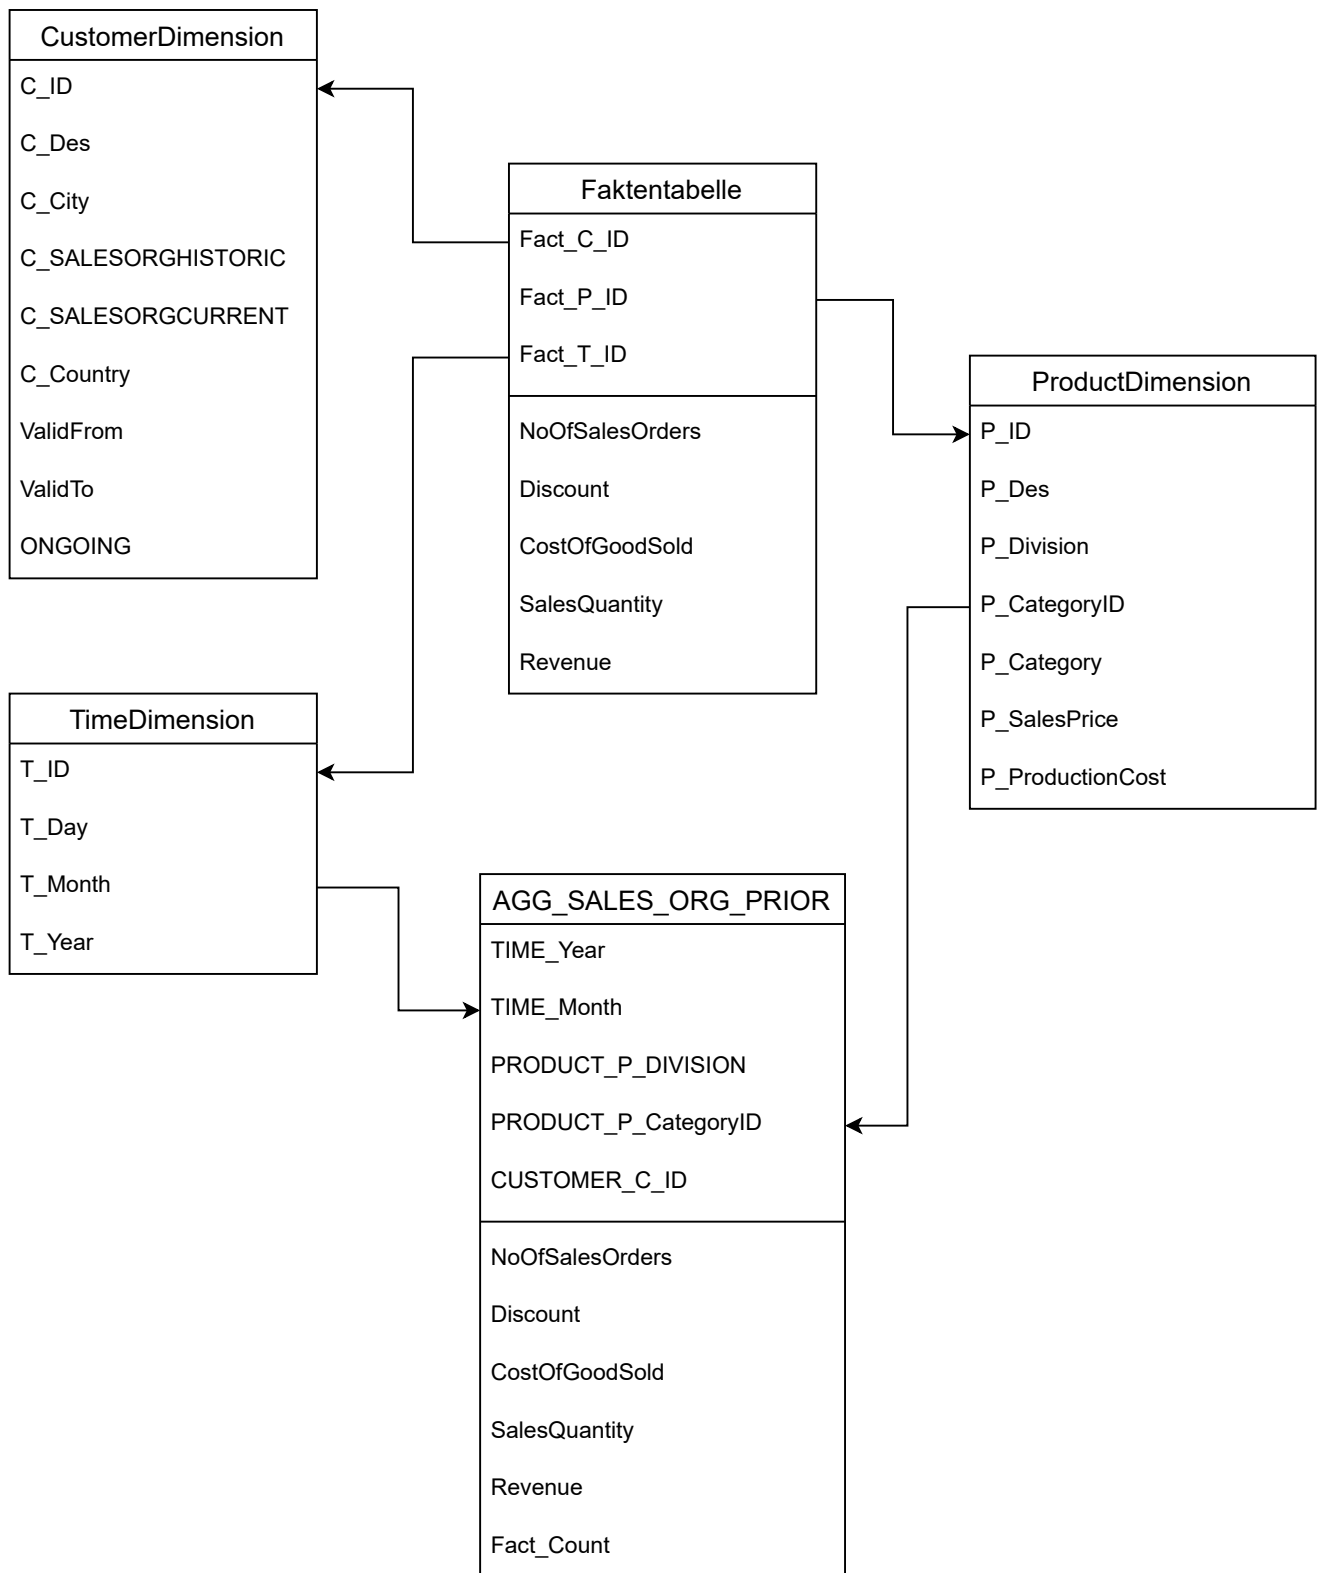 CustomerDimension
C_ID
C_Des
C_City
C_SALESORGHISTORIC
C_SALESORGCURRENT
C_Country
ValidFrom
ValidTo
ONGOING
Faktentabelle
Fact_C_ID
Fact_P_ID
Fact_T_ID
NoOfSalesOrders
Discount
CostOfGoodSold
SalesQuantity
Revenue
ProductDimension
P_ID
P_Des
P_Division
P_CategoryID
P_Category
P_SalesPrice
P_ProductionCost
TimeDimension
T_ID
T_Day
T_Month
T_Year
AGG_SALES_ORG_PRIOR
TIME_Year
TIME_Month
PRODUCT_P_DIVISION
PRODUCT_P_CategoryID
CUSTOMER_C_ID
NoOfSalesOrders
Discount
CostOfGoodSold
SalesQuantity
Revenue
Fact_Count